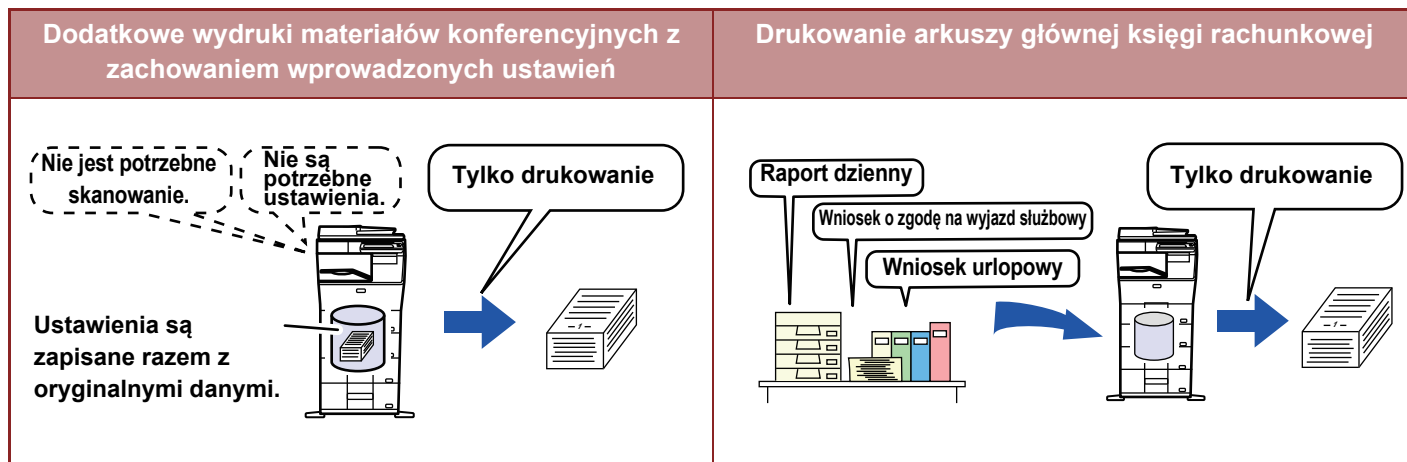 Dodatkowe wydruki materiałów konferencyjnych z
zachowaniem wprowadzonych ustawień
Nie jest potrzebne
skanowanie.
Nie są
potrzebne
ustawienia.
Tylko drukowanie
Ustawienia są
zapisane razem z
oryginalnymi danymi.
–1–
Drukowanie arkuszy głównej księgi rachunkowej
Raport dzienny
Wniosek o zgodę na wyjazd służbowy
Wniosek urlopowy
Tylko drukowanie
–1–